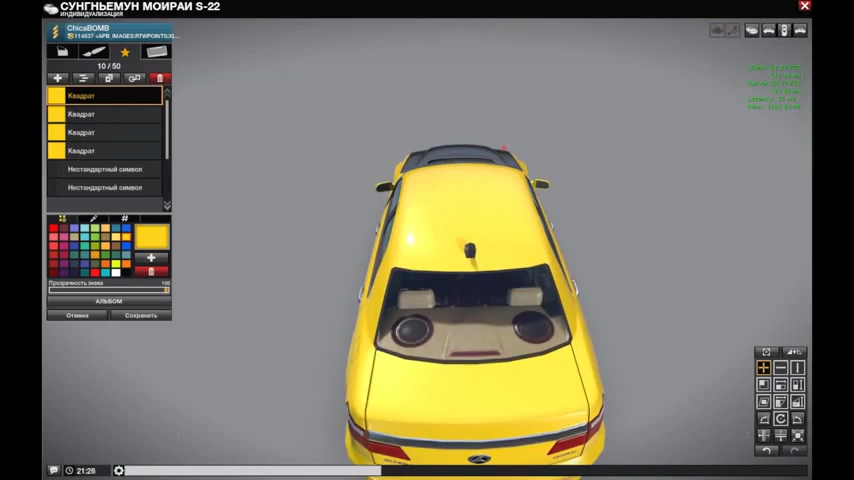 СУНГНЬЕМУН МОИРАИ S-22
ИНДИВИДУАЛИЗАЦИЯ
ChicaBOMB
10 / 50
Квадрат
Квадрат
Квадрат
Квадрат
Нестандартный символ
Нестандартный символ
Прозрачность знака 100
АЛЬБОМ
Отмена Сохранить
21:28